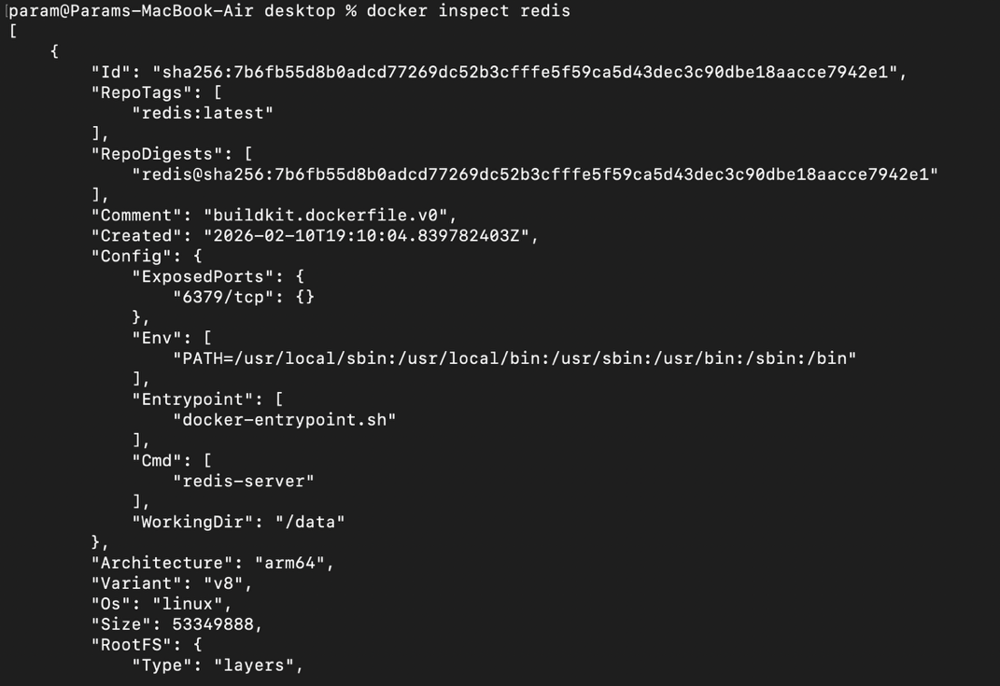 [param@Params-MacBook-Air desktop % docker inspect redis
[
    {
        "Id": "sha256:7b6fb55d8b0adcd77269dc52b3cfffe5f59ca5d43dec3c90dbe18aacce7942e1",
        "RepoTags": [
            "redis:latest"
        ],
        "RepoDigests": [
            "redis@sha256:7b6fb55d8b0adcd77269dc52b3cfffe5f59ca5d43dec3c90dbe18aacce7942e1"
        ],
        "Comment": "buildkit.dockerfile.v0",
        "Created": "2026-02-10T19:10:04.839782403Z",
        "Config": {
            "ExposedPorts": {
                "6379/tcp": {}
            },
            "Env": [
                "PATH=/usr/local/sbin:/usr/local/bin:/usr/sbin:/usr/bin:/sbin:/bin"
            ],
            "Entrypoint": [
                "docker-entrypoint.sh"
            ],
            "Cmd": [
                "redis-server"
            ],
            "WorkingDir": "/data"
        },
        "Architecture": "arm64",
        "Variant": "v8",
        "Os": "linux",
        "Size": 53349888,
        "RootFS": {
            "Type": "layers",